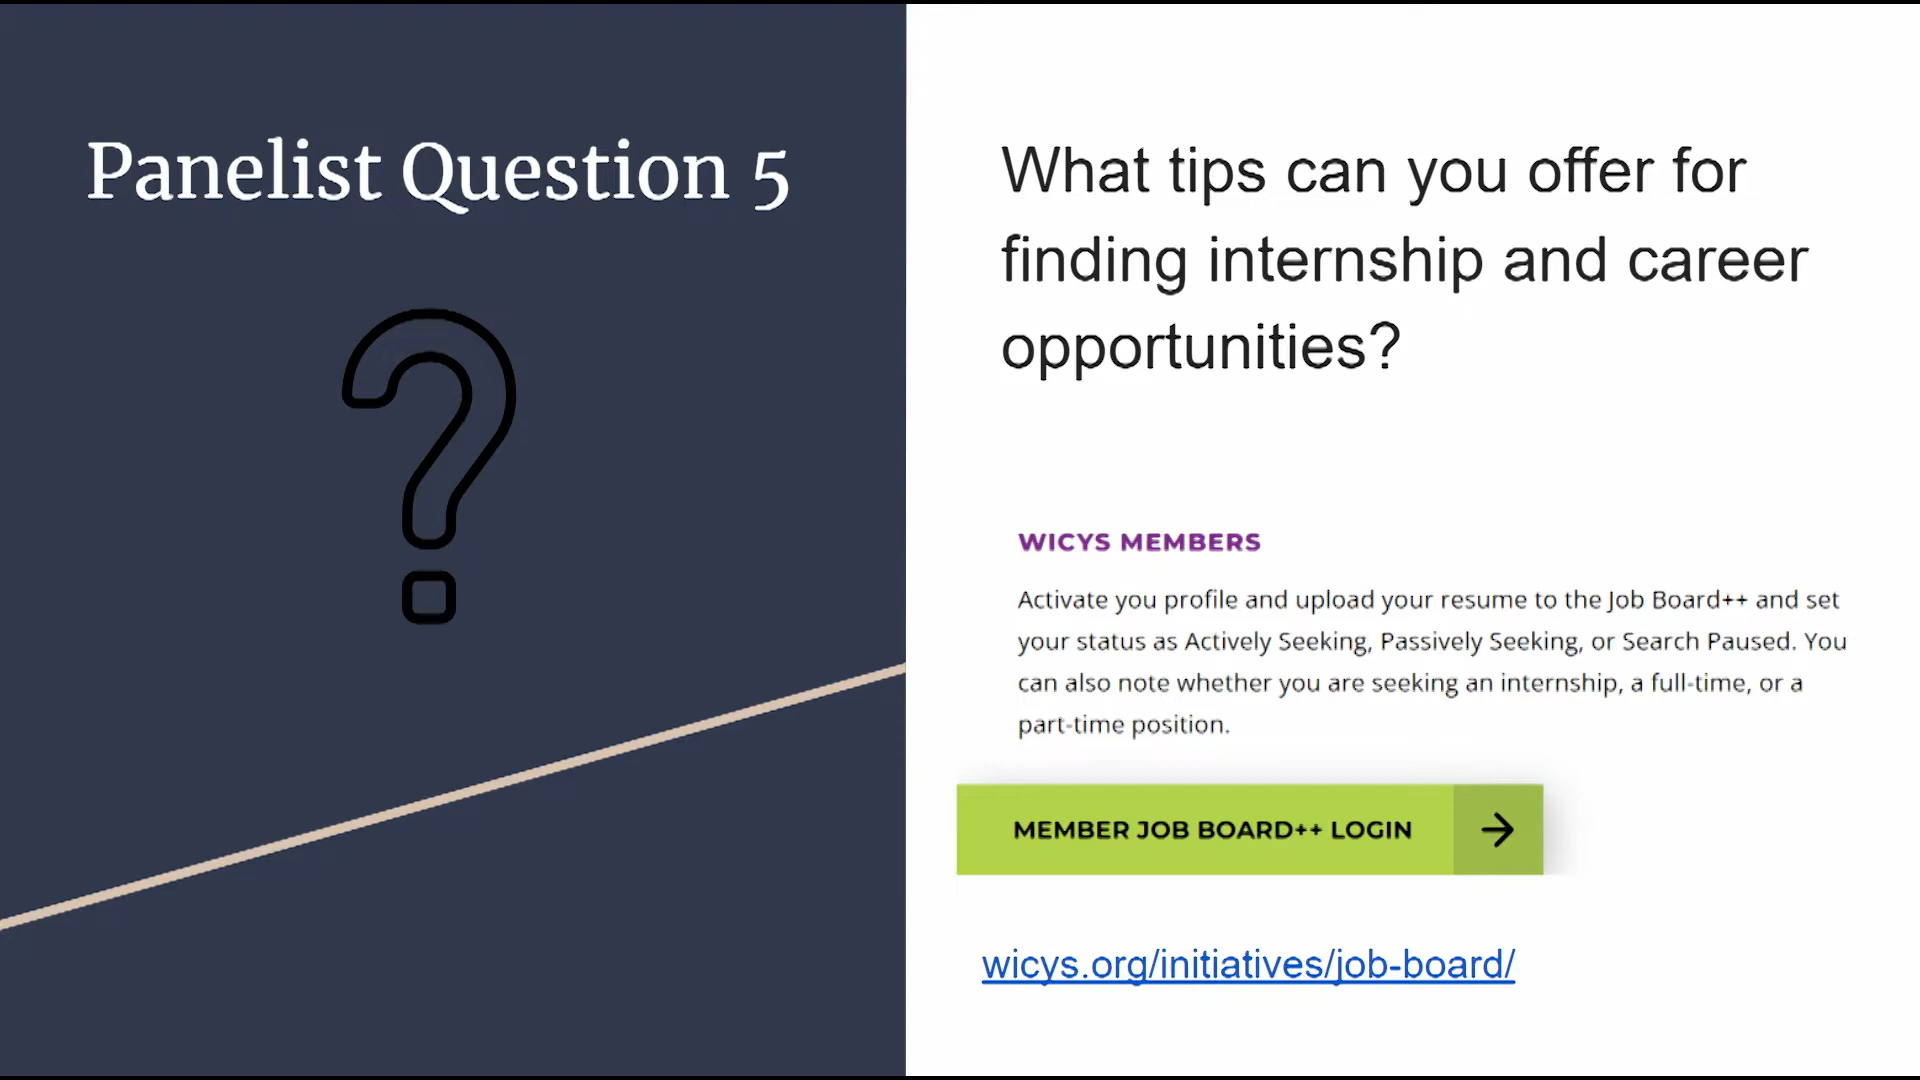 Panelist Question 5
What tips can you offer for
finding internship and career
opportunities?
WICYS MEMBERS
Activate you profile and upload your resume to the Job Board++ and set
your status as Actively Seeking, Passively Seeking, or Search Paused. You
can also note whether you are seeking an internship, a full-time, or a
part-time position.
MEMBER JOB BOARD++ LOGIN
wicys.org/initiatives/job-board/